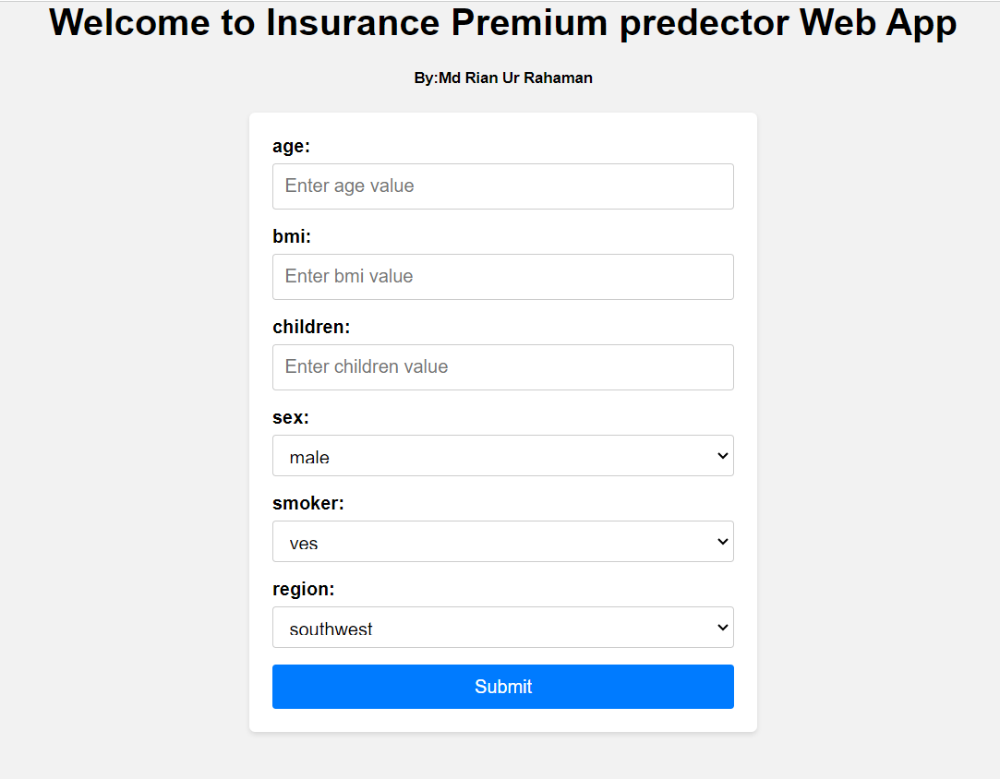 Welcome to Insurance Premium predector Web App
By:Md Rian Ur Rahaman
age:
Enter age value
bmi:
Enter bmi value
children:
Enter children value
sex:
male
smoker:
yes
region:
southwest
Submit